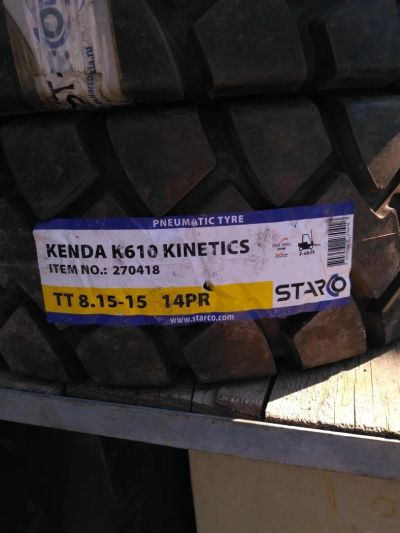 PNEUMATIC TYRE
KENDA K610 KINETICS
ITEM NO.: 270418
TT 8.15-15 14PR
STARCO
www.starco.com